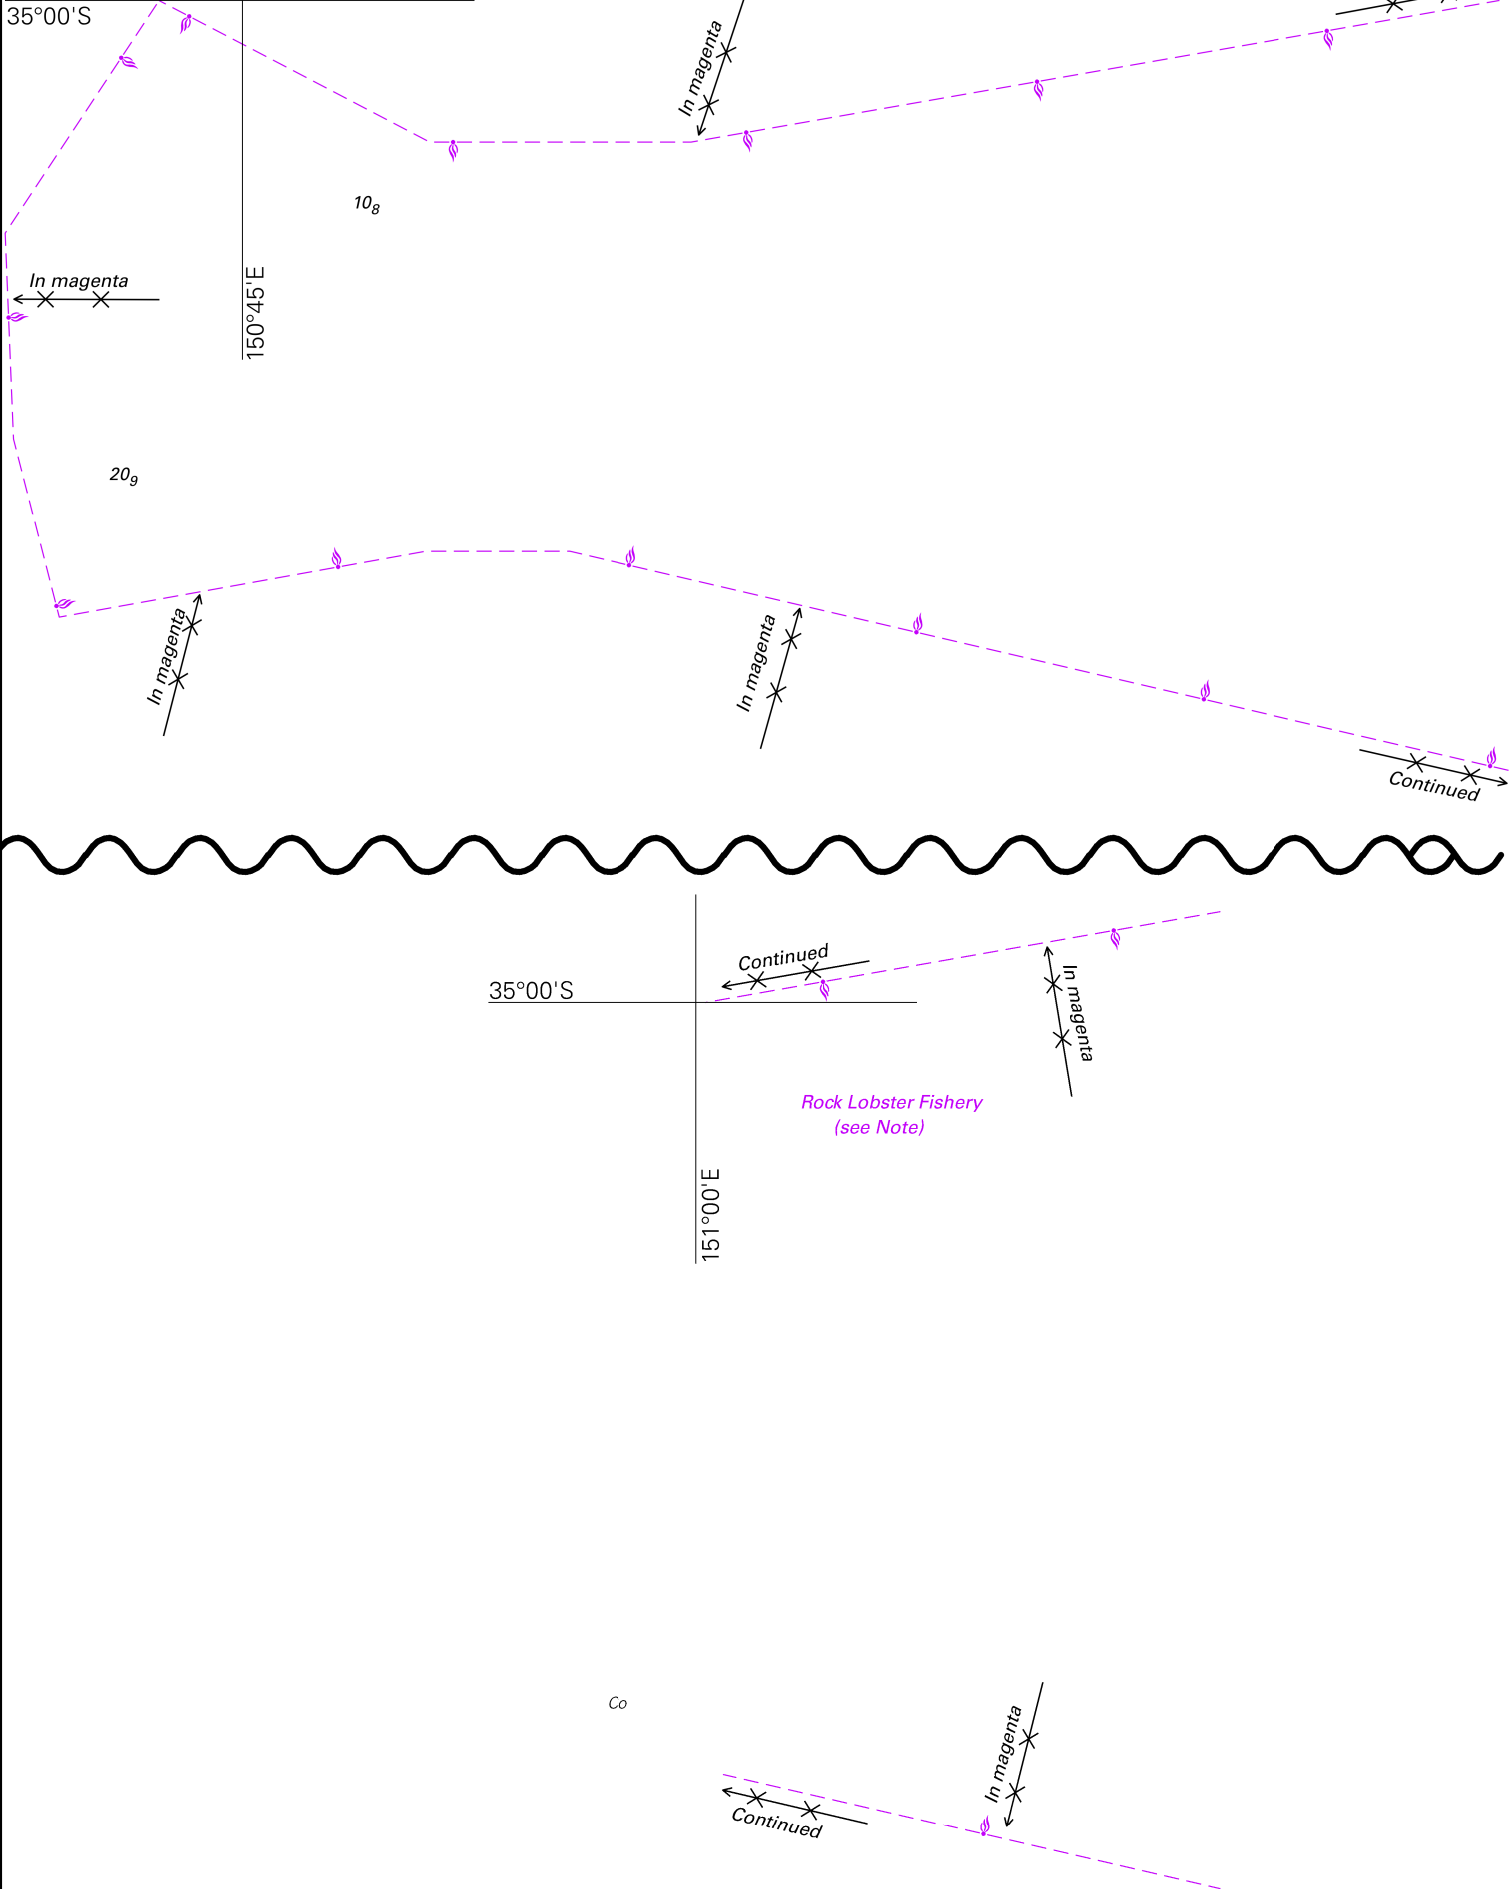 35°00'S
In magenta
10₈
In magenta
150°45'E
20₉
In magenta
In magenta
Continued
Continued
35°00'S
In magenta
Rock Lobster Fishery
(see Note)
151°00'E
Co
In magenta
Continued